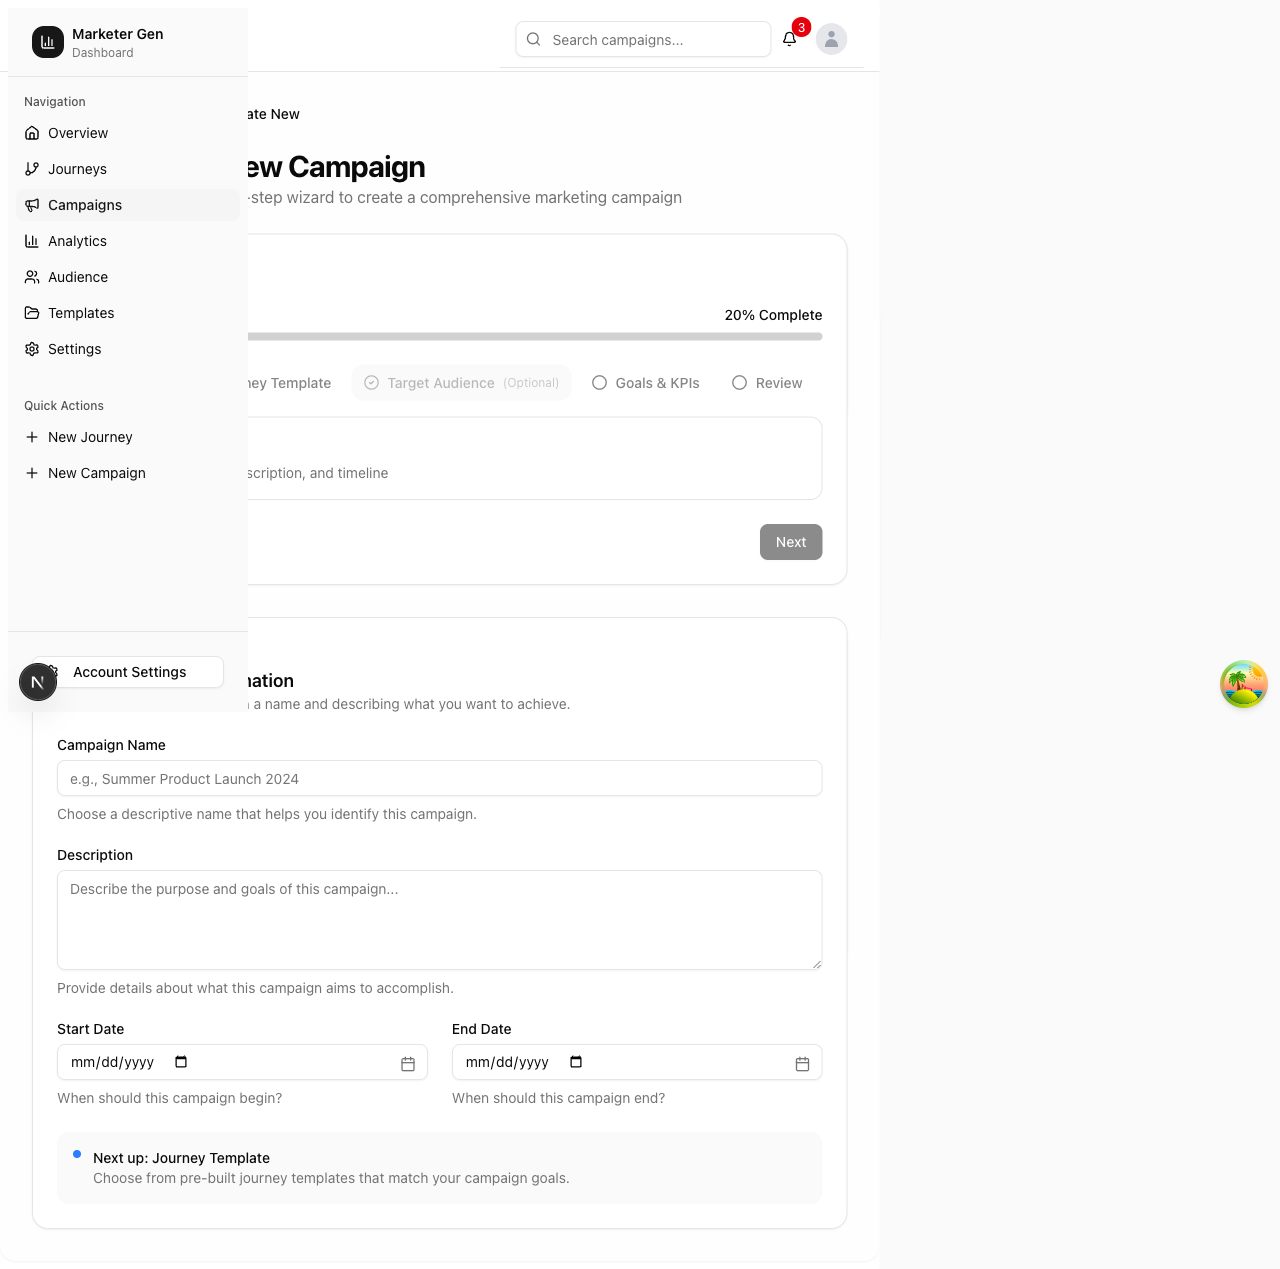 Marketer Gen
Dashboard
Search campaigns...
3
Navigation
Overview
Journeys
Campaigns
Analytics
Audience
Templates
Settings
Quick Actions
New Journey
New Campaign
Account Settings
N
ate New
ew Campaign
-step wizard to create a comprehensive marketing campaign
20% Complete
ney Template
Target Audience (Optional)
Goals & KPIs
Review
scription, and timeline
Next
nation
a name and describing what you want to achieve.
Campaign Name
e.g., Summer Product Launch 2024
Choose a descriptive name that helps you identify this campaign.
Description
Describe the purpose and goals of this campaign...
Provide details about what this campaign aims to accomplish.
Start Date
End Date
mm/dd/yyyy
mm/dd/yyyy
When should this campaign begin?
When should this campaign end?
Next up: Journey Template
Choose from pre-built journey templates that match your campaign goals.